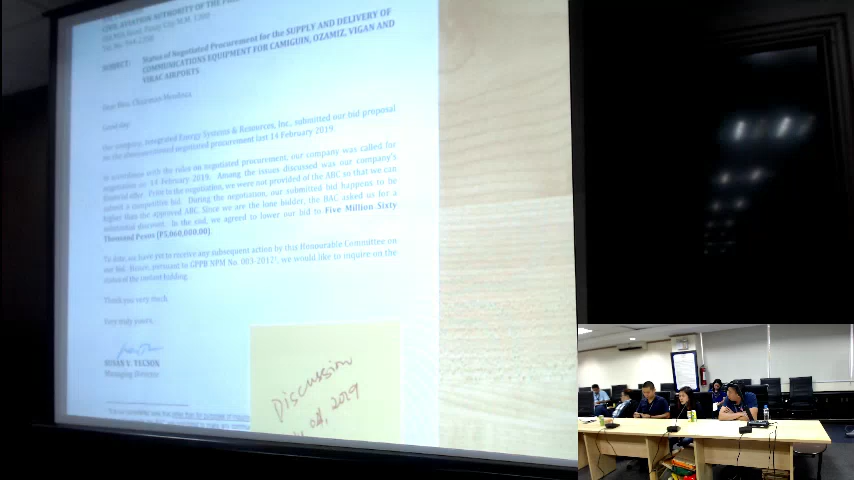 CIVIL AVIATION AUTHORITY OF THE
SUBJECT: Status of Negotiated Procurement for the SUPPLY AND DELIVERY OF
COMMUNICATIONS EQUIPMENT FOR CAMIGUIN, OZAMIZ, VIGAN AND
VIRAC AIRPORTS
Dear Hon. Chairman Mendoza,
Good day.
Our company, Integrated Energy Systems & Resources, Inc., submitted our bid proposal
on the abovementioned negotiated procurement last 14 February 2019.
In accordance with the rules on negotiated procurement, our company was called for
negotiation on 14 February 2019. Among the issues discussed was our company's
financial offer. Prior to the negotiation, we were not provided of the ABC so that we can
submit a competitive bid. During the negotiation, our submitted bid happens to be
higher than the approved ABC. Since we are the lone bidder, the BAC asked us for a
substantial discount. In the end, we agreed to lower our bid to Five Million Sixty
Thousand Pesos (P5,060,000.00).
To date, we have yet to receive any subsequent action by this Honourable Committee on
our bid. Hence, pursuant to GPPB NPM No. 003-2012¹, we would like to inquire on the
status of the instant bidding.
Thank you very much.
Very truly yours,
SUSAN V. YECSON
Managing Director
Discussion
04, 2019